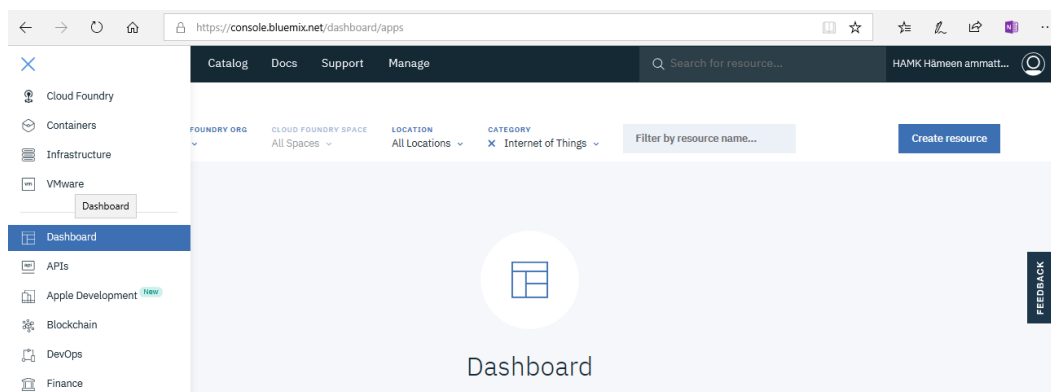 https://console.bluemix.net/dashboard/apps
Catalog Docs Support Manage Search for resource... HAMK Hämeen ammatt...
Cloud Foundry
Containers
Infrastructure
VMware
Dashboard
Dashboard
APIs
Apple Development New
Blockchain
DevOps
Finance
FOUNDRY ORG CLOUD FOUNDRY SPACE LOCATION CATEGORY
All Spaces All Locations Internet of Things Filter by resource name... Create resource
FEEDBACK
Dashboard